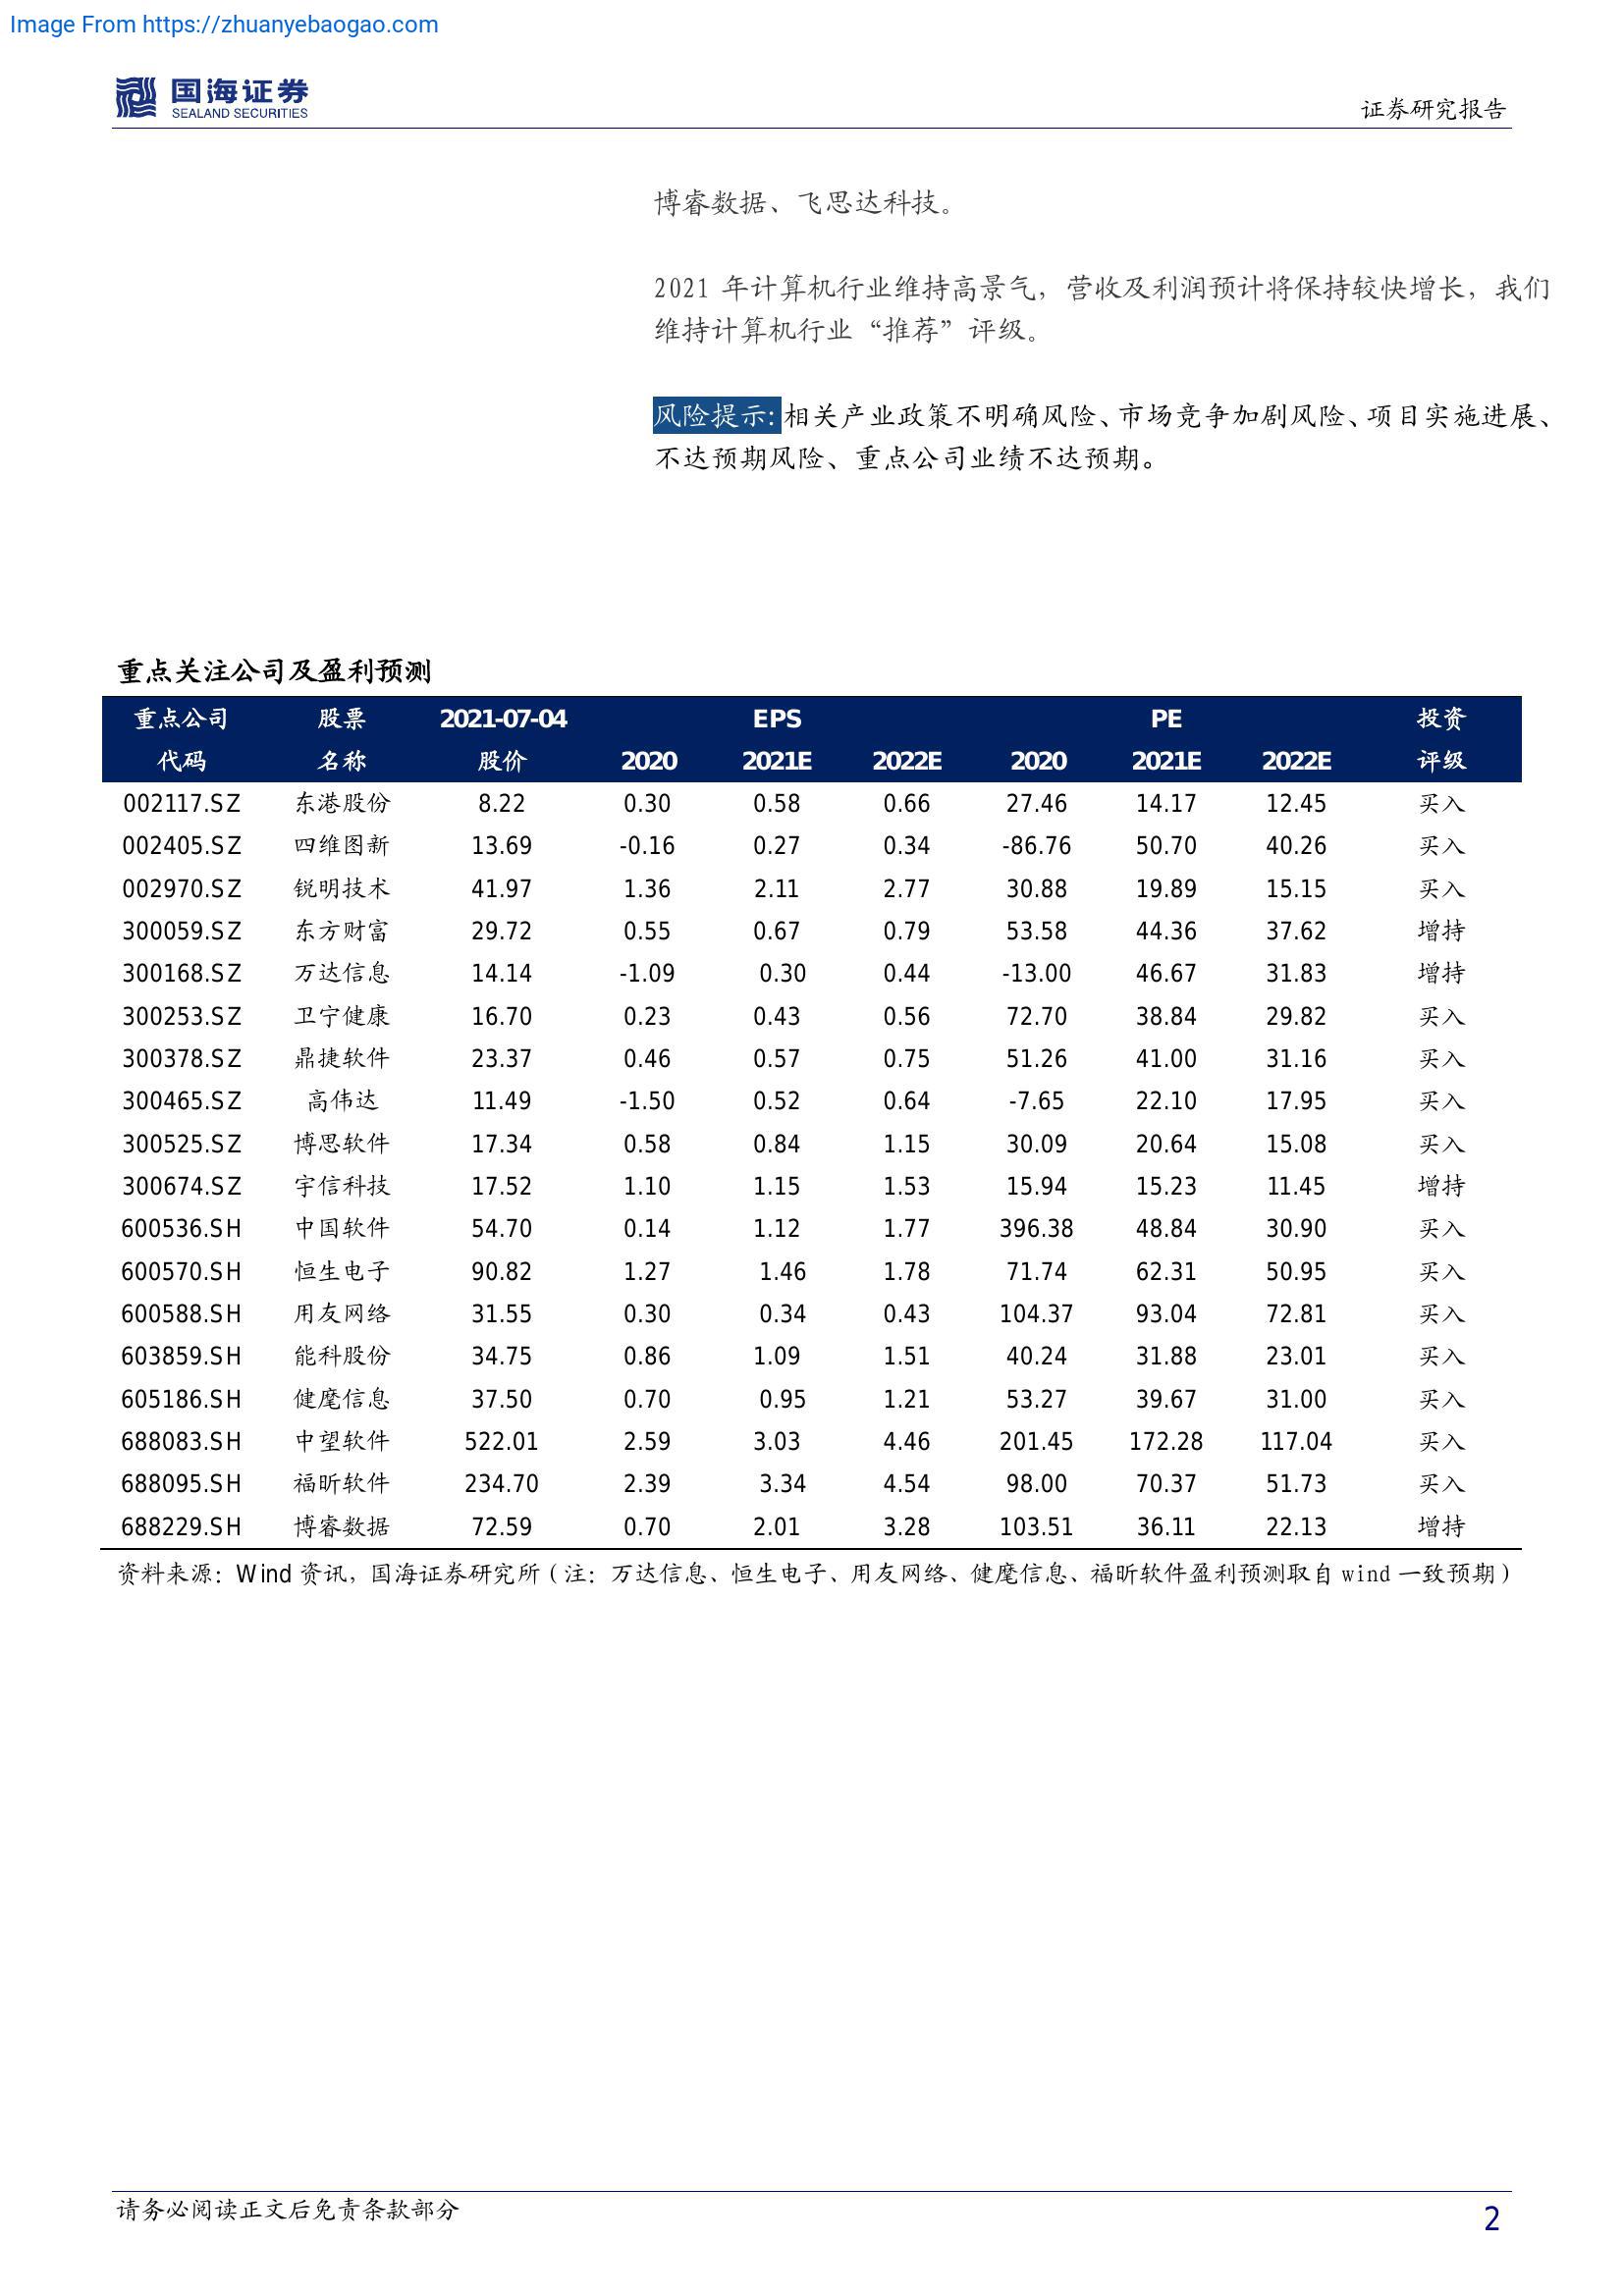 Image From https://zhuanyebaogao.com
国海证券
SEALAND SECURITIES
证券研究报告
博睿数据、飞思达科技。
2021 年计算机行业维持高景气，营收及利润预计将保持较快增长，我们
维持计算机行业“推荐”评级。
风险提示:相关产业政策不明确风险、市场竞争加剧风险、项目实施进展、
不达预期风险、重点公司业绩不达预期。
重点关注公司及盈利预测
重点公司 股票 2021-07-04 EPS PE 投资
代码 名称 股价 2020 2021E 2022E 2020 2021E 2022E 评级
002117.SZ 东港股份 8.22 0.30 0.58 0.66 27.46 14.17 12.45 买入
002405.SZ 四维图新 13.69 -0.16 0.27 0.34 -86.76 50.70 40.26 买入
002970.SZ 锐明技术 41.97 1.36 2.11 2.77 30.88 19.89 15.15 买入
300059.SZ 东方财富 29.72 0.55 0.67 0.79 53.58 44.36 37.62 增持
300168.SZ 万达信息 14.14 -1.09 0.30 0.44 -13.00 46.67 31.83 增持
300253.SZ 卫宁健康 16.70 0.23 0.43 0.56 72.70 38.84 29.82 买入
300378.SZ 鼎捷软件 23.37 0.46 0.57 0.75 51.26 41.00 31.16 买入
300465.SZ 高伟达 11.49 -1.50 0.52 0.64 -7.65 22.10 17.95 买入
300525.SZ 博思软件 17.34 0.58 0.84 1.15 30.09 20.64 15.08 买入
300674.SZ 宇信科技 17.52 1.10 1.15 1.53 15.94 15.23 11.45 增持
600536.SH 中国软件 54.70 0.14 1.12 1.77 396.38 48.84 30.90 买入
600570.SH 恒生电子 90.82 1.27 1.46 1.78 71.74 62.31 50.95 买入
600588.SH 用友网络 31.55 0.30 0.34 0.43 104.37 93.04 72.81 买入
603859.SH 能科股份 34.75 0.86 1.09 1.51 40.24 31.88 23.01 买入
605186.SH 健麾信息 37.50 0.70 0.95 1.21 53.27 39.67 31.00 买入
688083.SH 中望软件 522.01 2.59 3.03 4.46 201.45 172.28 117.04 买入
688095.SH 福昕软件 234.70 2.39 3.34 4.54 98.00 70.37 51.73 买入
688229.SH 博睿数据 72.59 0.70 2.01 3.28 103.51 36.11 22.13 增持
资料来源：Wind 资讯，国海证券研究所（注：万达信息、恒生电子、用友网络、健麾信息、福昕软件盈利预测取自 wind 一致预期）
请务必阅读正文后免责条款部分
2